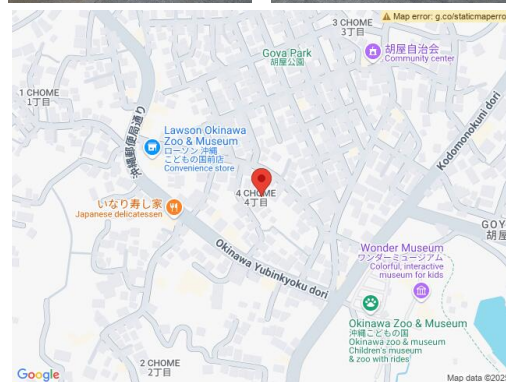 Map error: g.co/staticmaperro
3 CHOME
3丁目
Goya Park
胡屋公園
胡屋自治会
Community center
1 CHOME
1丁目
沖縄郵便局通り
Kodomonokuni dori
Lawson Okinawa
Zoo & Museum
ローソン 沖縄
こどもの国前店
Convenience store
いなり寿し家
Japanese delicatessen
4 CHOME
4丁目
GOY
胡屋
Okinawa Yubinkyoku dori
Wonder Museum
ワンダーミュージアム
Colorful, interactive
museum for kids
Okinawa Zoo & Museum
沖縄こどもの国
Okinawa zoo & museum
Children's museum
& zoo with rides
2 CHOME
2丁目
Google
Map data ©2025